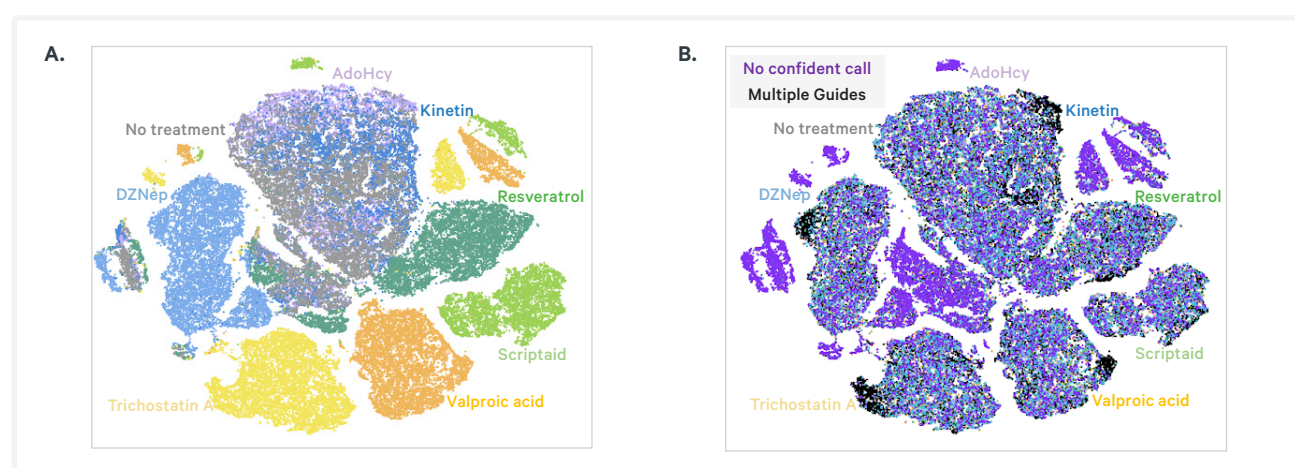 A.
AdoHcy
Kinetin
No treatment
DZNep
Resveratrol
Scriptaid
Trichostatin A
Valproic acid
B.
No confident call
Multiple Guides
AdoHcy
Kinetin
No treatment
DZNep
Resveratrol
Scriptaid
Trichostatin A
Valproic acid